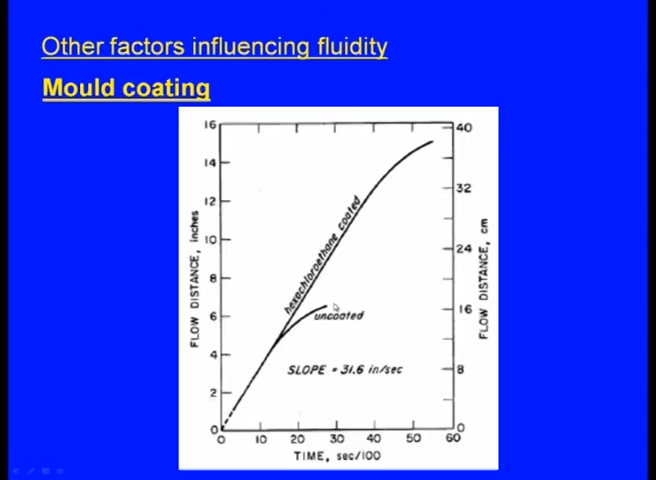 Other factors influencing fluidity
Mould coating
16
14
12
10
8
6
4
2
0
FLOW DISTANCE, inches
40
32
24
16
8
0
FLOW DISTANCE, cm
hexachloroethane coated
uncoated
SLOPE = 31.6 in/sec
0 10 20 30 40 50 60
TIME, sec/100